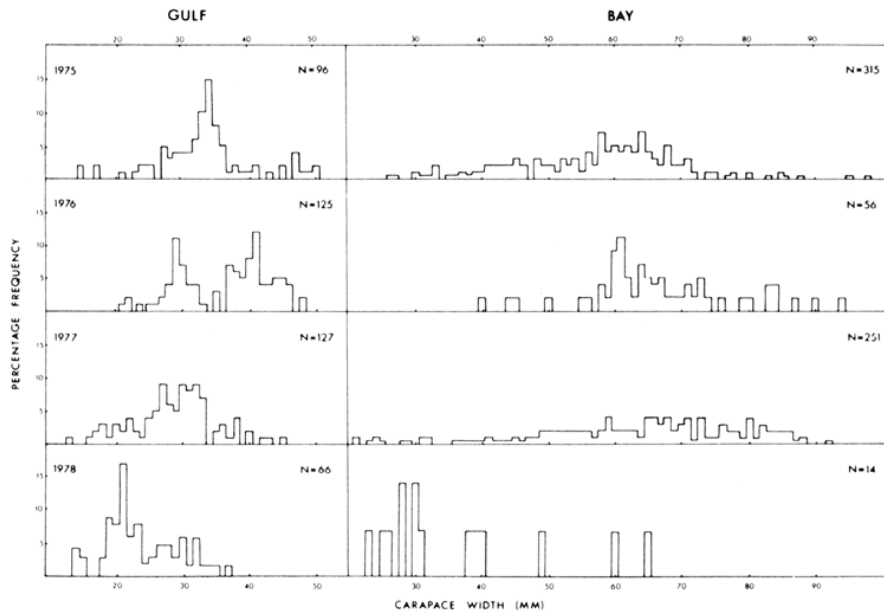 GULF BAY
20 30 40 50 30 40 50 60 70 80 90
1975 N=96 N=315
15
10
5
1976 N=125 N=56
15
10
5
1977 N=127 N=251
15
10
5
1978 N=66 N=14
15
10
5
20 30 40 50 30 40 50 60 70 80 90
PERCENTAGE FREQUENCY
CARAPACE WIDTH (MM)